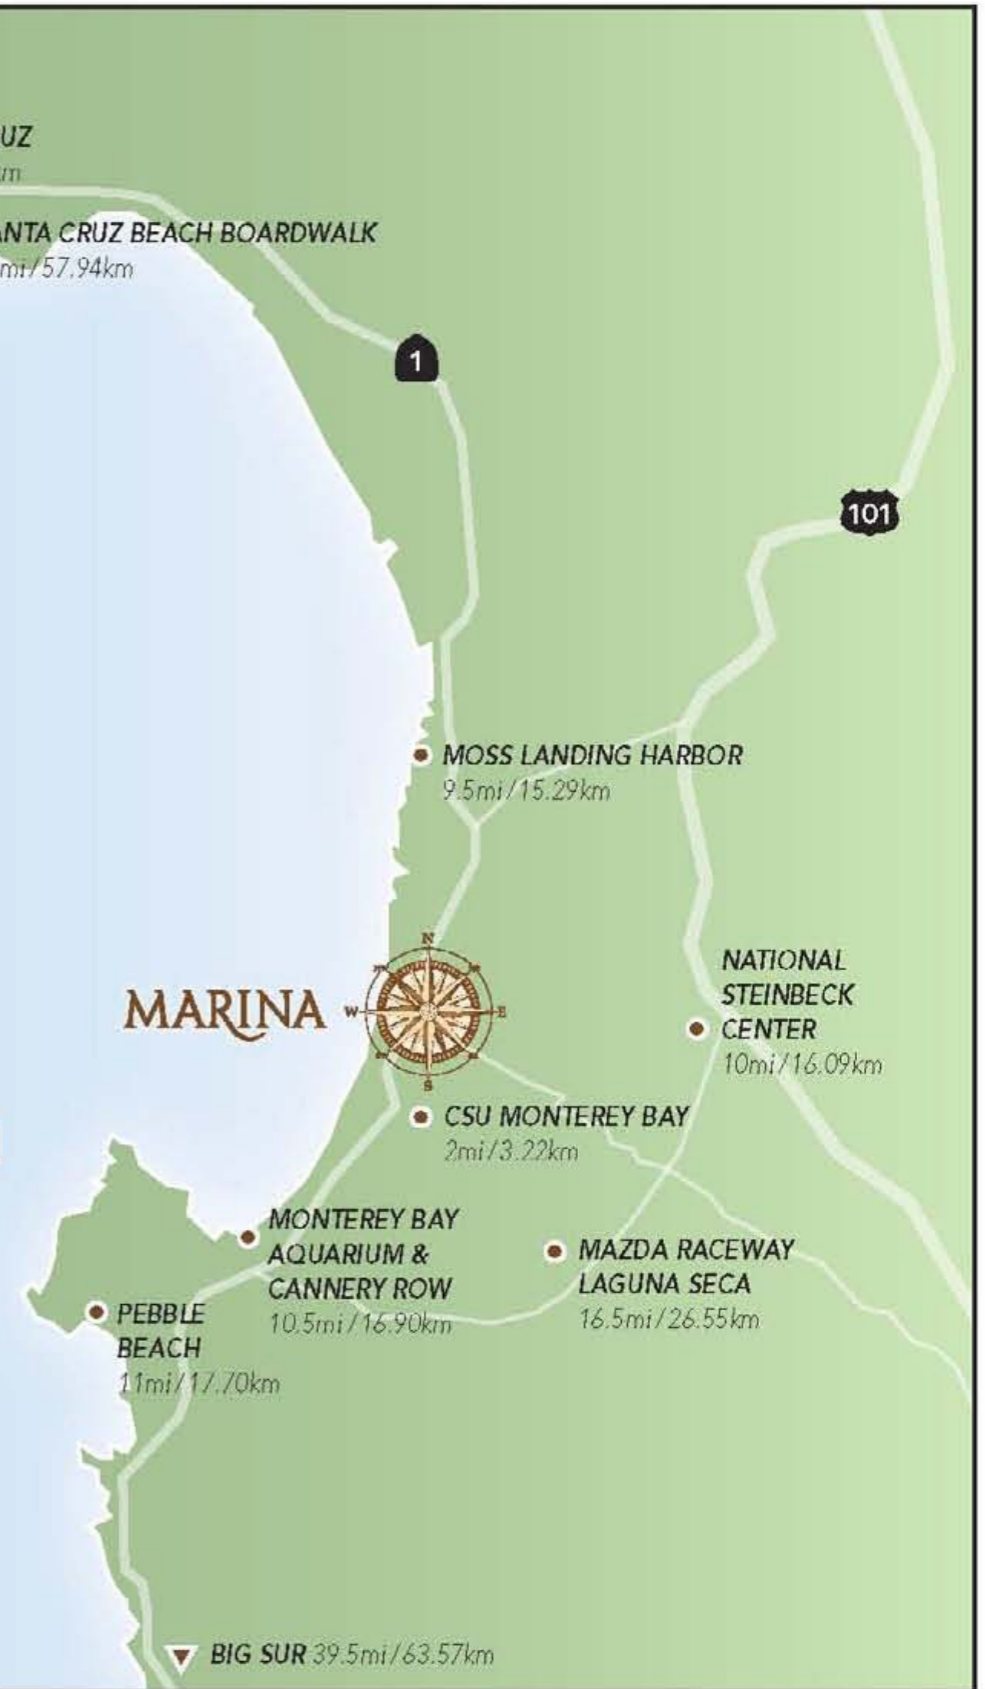 UZ
km
ANTA CRUZ BEACH BOARDWALK
mi/57.94km
1
101
MOSS LANDING HARBOR
9.5mi/15.29km
N
MARINA
W
E
S
NATIONAL
STEINBECK
CENTER
10mi/16.09km
CSU MONTEREY BAY
2mi/3.22km
MONTEREY BAY
AQUARIUM &
CANNERY ROW
10.5mi/16.90km
MAZDA RACEWAY
LAGUNA SECA
16.5mi/26.55km
PEBBLE
BEACH
11mi/17.70km
BIG SUR 39.5mi/63.57km